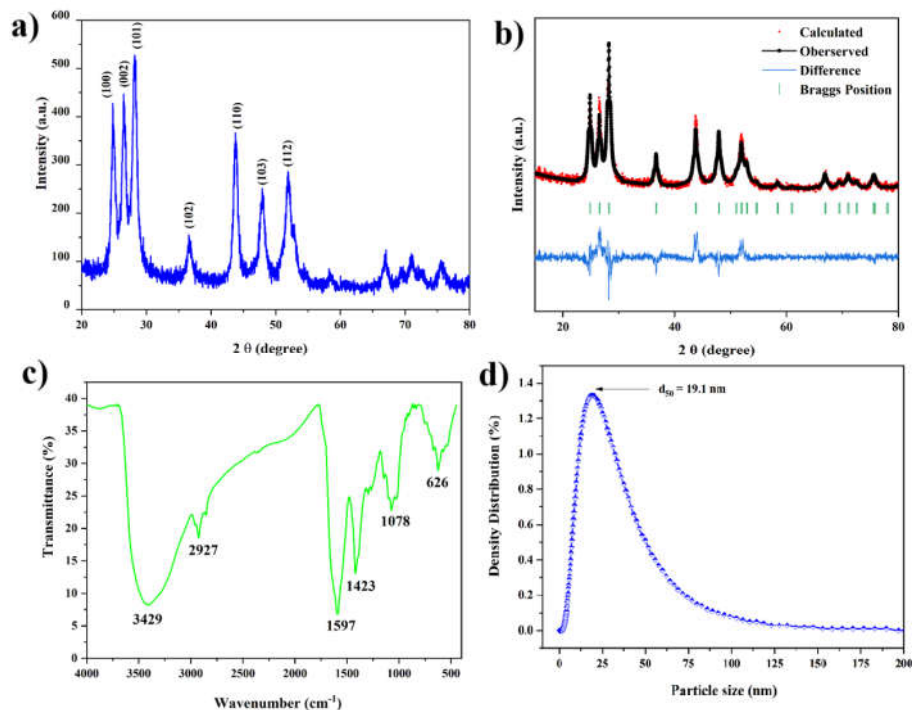 a)
600
500
400
300
200
100
0
Intensity (a.u.)
(100)
(002)
(101)
(102)
(110)
(103)
(112)
20 30 40 50 60 70 80
2 θ (degree)
b)
Calculated
Oberserved
Difference
Braggs Position
Intensity (a.u.)
20 40 60 80
2 θ (degree)
c)
40
35
30
25
20
15
10
5
0
Transmittance (%)
3429
2927
1597
1423
1078
626
4000 3500 3000 2500 2000 1500 1000 500
Wavenumber (cm⁻¹)
d)
d₅₀ = 19.1 nm
1.4
1.2
1.0
0.8
0.6
0.4
0.2
0.0
Density Distribution (%)
0 25 50 75 100 125 150 175 200
Particle size (nm)